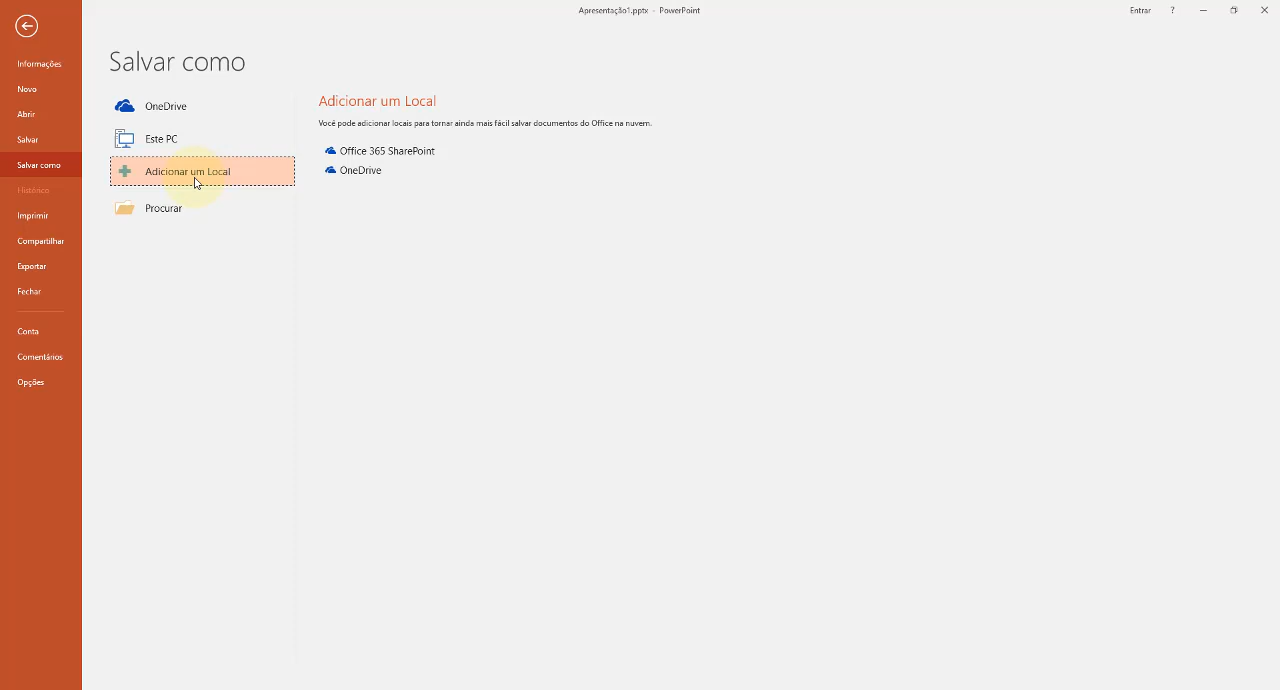 Apresentação1.pptx - PowerPoint
Entrar
?
Informações
Novo
Abrir
Salvar
Salvar como
Histórico
Imprimir
Compartilhar
Exportar
Fechar
Conta
Comentários
Opções
Salvar como
OneDrive
Este PC
Adicionar um Local
Procurar
Adicionar um Local
Você pode adicionar locais para tornar ainda mais fácil salvar documentos do Office na nuvem.
Office 365 SharePoint
OneDrive